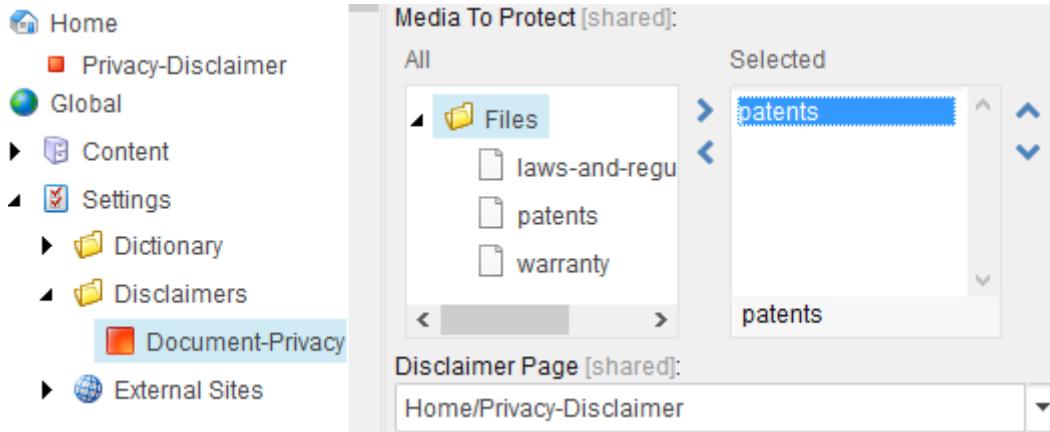 Home
Privacy-Disclaimer
Global
Content
Settings
Dictionary
Disclaimers
Document-Privacy
External Sites
Media To Protect [shared]:
All
Selected
Files
laws-and-regu
patents
warranty
patents
patents
Disclaimer Page [shared]:
Home/Privacy-Disclaimer